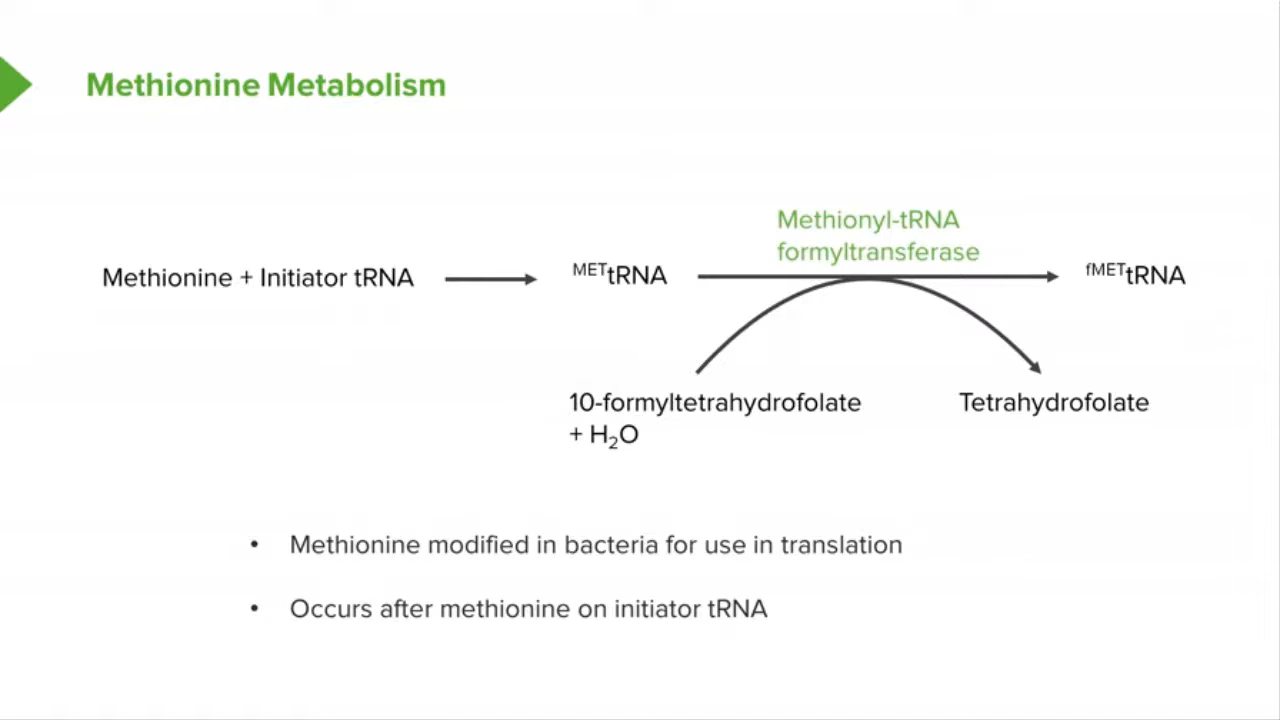 Methionine Metabolism
Methionyl-tRNA
formyltransferase
Methionine + Initiator tRNA
METtRNA
fMETtRNA
10-formyltetrahydrofolate
+ H₂O
Tetrahydrofolate
• Methionine modified in bacteria for use in translation
• Occurs after methionine on initiator tRNA